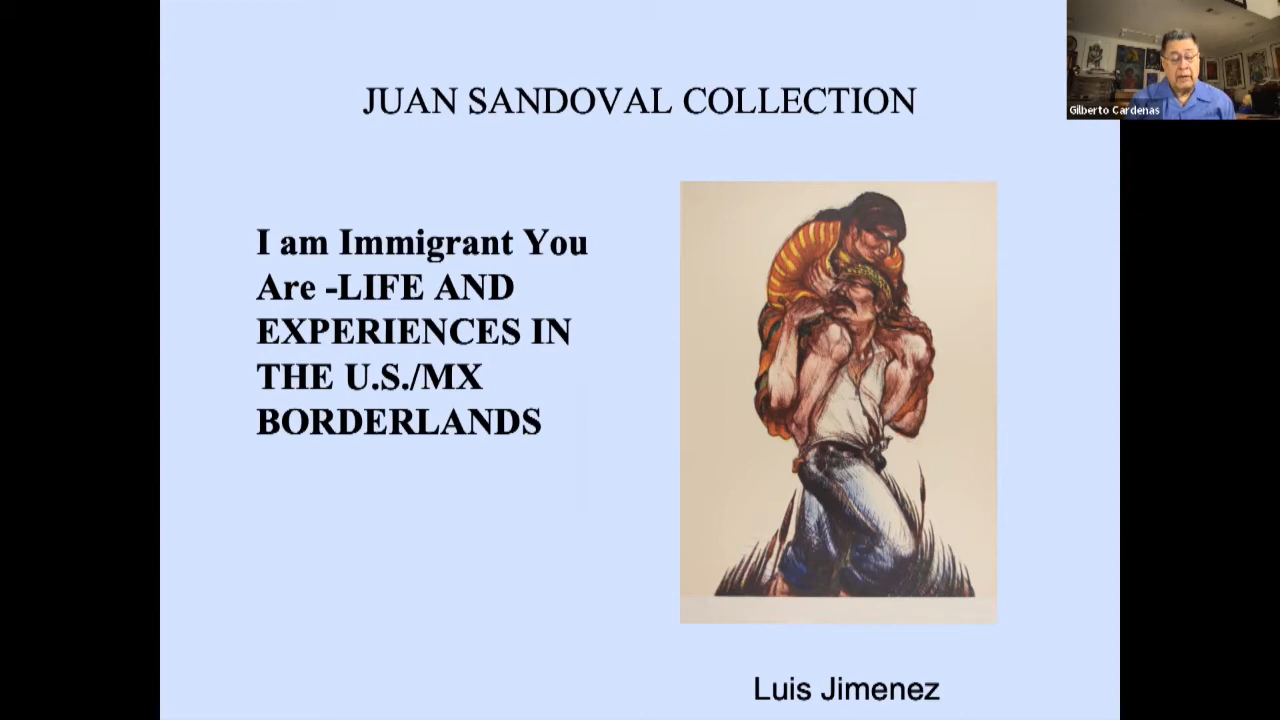 JUAN SANDOVAL COLLECTION
Gilberto Cardenas
I am Immigrant You
Are -LIFE AND
EXPERIENCES IN
THE U.S./MX
BORDERLANDS
Luis Jimenez